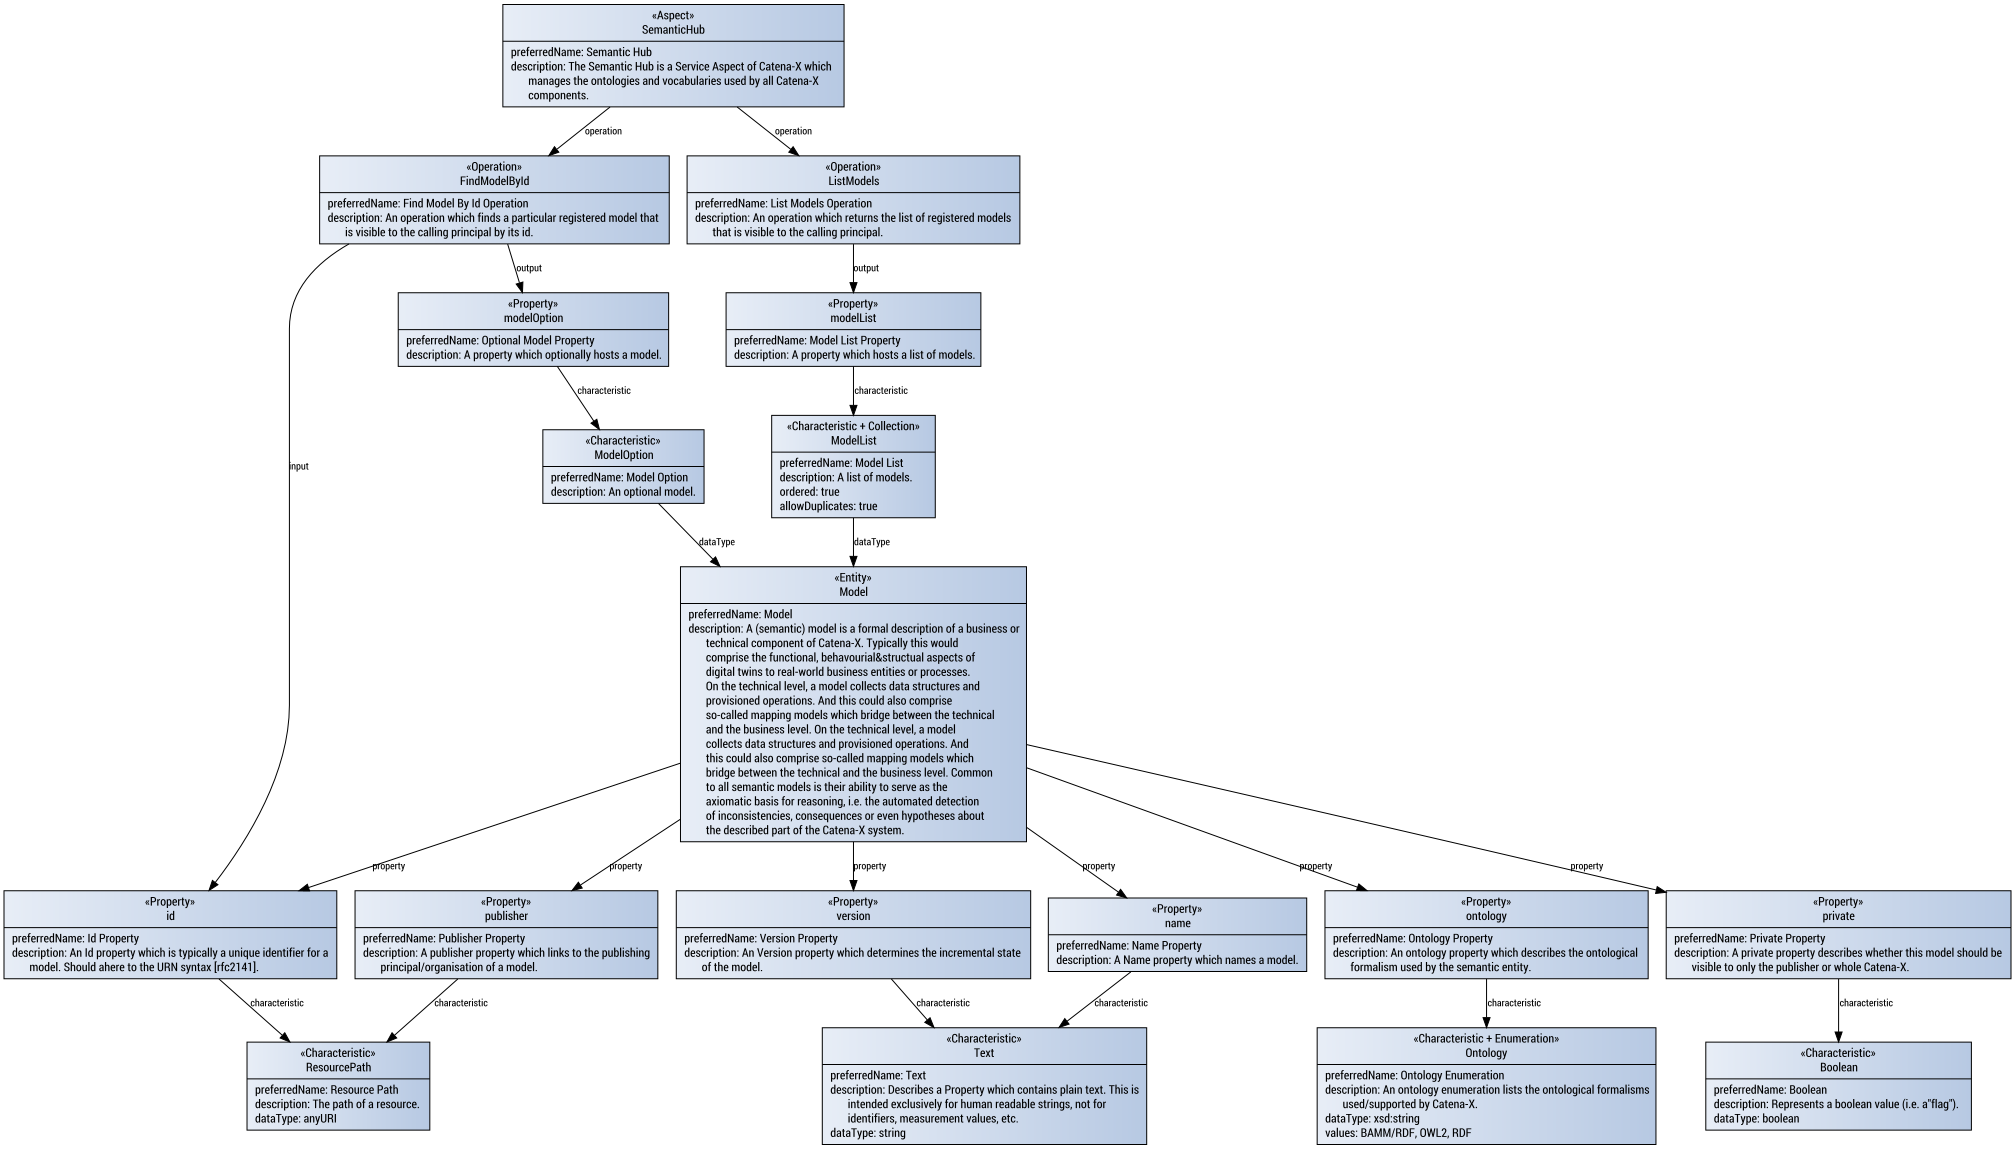 «Aspect»
SemanticHub
preferredName: Semantic Hub
description: The Semantic Hub is a Service Aspect of Catena-X which
manages the ontologies and vocabularies used by all Catena-X
components.
operation
operation
«Operation»
FindModelById
preferredName: Find Model By Id Operation
description: An operation which finds a particular registered model that
is visible to the calling principal by its id.
«Operation»
ListModels
preferredName: List Models Operation
description: An operation which returns the list of registered models
that is visible to the calling principal.
output
output
«Property»
modelOption
preferredName: Optional Model Property
description: A property which optionally hosts a model.
«Property»
modelList
preferredName: Model List Property
description: A property which hosts a list of models.
characteristic
characteristic
input
«Characteristic»
ModelOption
preferredName: Model Option
description: An optional model.
«Characteristic + Collection»
ModelList
preferredName: Model List
description: A list of models.
ordered: true
allowDuplicates: true
dataType
dataType
«Entity»
Model
preferredName: Model
description: A (semantic) model is a formal description of a business or
technical component of Catena-X. Typically this would
comprise the functional, behavourial&structual aspects of
digital twins to real-world business entities or processes.
On the technical level, a model collects data structures and
provisioned operations. And this could also comprise
so-called mapping models which bridge between the technical
and the business level. On the technical level, a model
collects data structures and provisioned operations. And
this could also comprise so-called mapping models which
bridge between the technical and the business level. Common
to all semantic models is their ability to serve as the
axiomatic basis for reasoning, i.e. the automated detection
of inconsistencies, consequences or even hypotheses about
the described part of the Catena-X system.
property
property
property
property
property
property
«Property»
id
preferredName: Id Property
description: An Id property which is typically a unique identifier for a
model. Should ahere to the URN syntax [rfc2141].
«Property»
publisher
preferredName: Publisher Property
description: A publisher property which links to the publishing
principal/organisation of a model.
«Property»
version
preferredName: Version Property
description: An Version property which determines the incremental state
of the model.
«Property»
name
preferredName: Name Property
description: A Name property which names a model.
«Property»
ontology
preferredName: Ontology Property
description: An ontology property which describes the ontological
formalism used by the semantic entity.
«Property»
private
preferredName: Private Property
description: A private property describes whether this model should be
visible to only the publisher or whole Catena-X.
characteristic
characteristic
characteristic
characteristic
characteristic
characteristic
«Characteristic»
ResourcePath
preferredName: Resource Path
description: The path of a resource.
dataType: anyURI
«Characteristic»
Text
preferredName: Text
description: Describes a Property which contains plain text. This is
intended exclusively for human readable strings, not for
identifiers, measurement values, etc.
dataType: string
«Characteristic + Enumeration»
Ontology
preferredName: Ontology Enumeration
description: An ontology enumeration lists the ontological formalisms
used/supported by Catena-X.
dataType: xsd:string
values: BAMM/RDF, OWL2, RDF
«Characteristic»
Boolean
preferredName: Boolean
description: Represents a boolean value (i.e. a"flag").
dataType: boolean